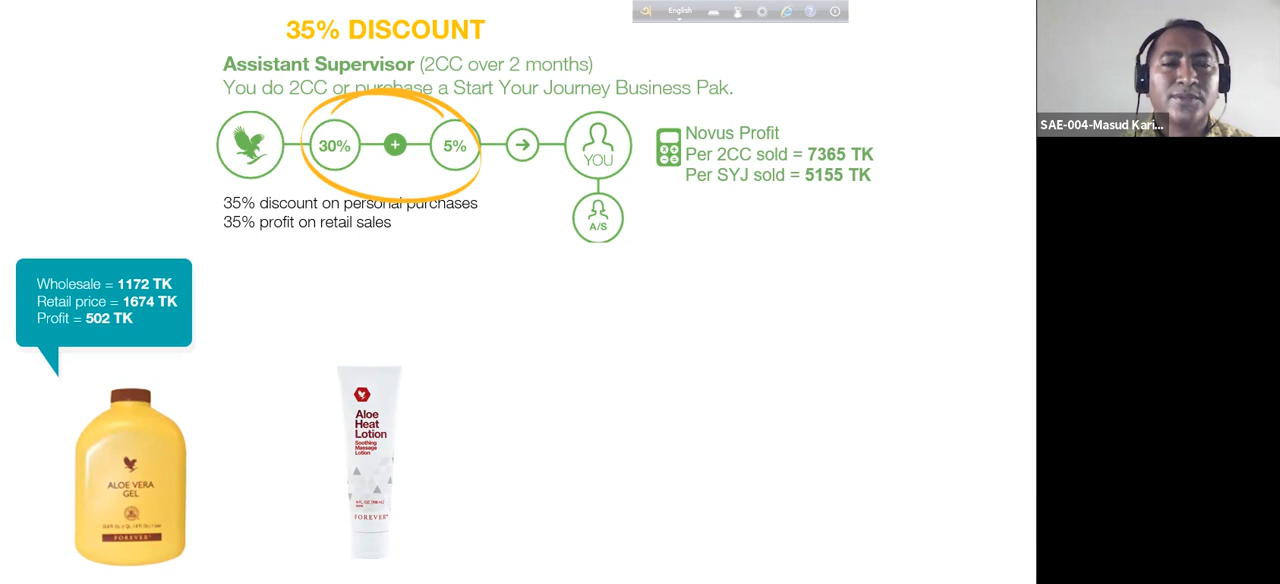 English
35% DISCOUNT
Assistant Supervisor (2CC over 2 months)
You do 2CC or purchase a Start Your Journey Business Pak.
30% + 5% YOU
A/S
Novus Profit
Per 2CC sold = 7365 TK
Per SYJ sold = 5155 TK
35% discount on personal purchases
35% profit on retail sales
Wholesale = 1172 TK
Retail price = 1674 TK
Profit = 502 TK
ALOE VERA
GEL
FOREVER
Aloe
Heat
Lotion
Soothing
Massage
Lotion
FOREVER
SAE-004-Masud Kari...